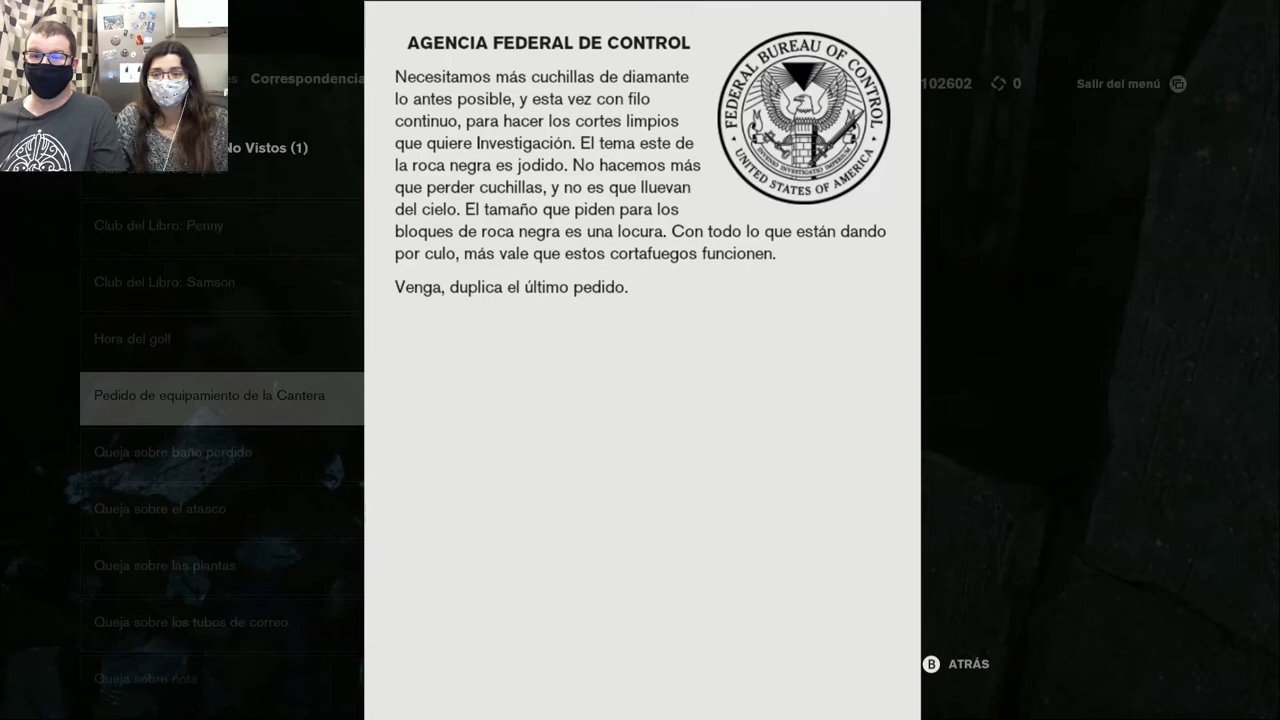 Correspondencia
102602
0
Salir del menú
No Vistos (1)
Club del Libro: Penny
Club del Libro: Samson
Hora del golf
Pedido de equipamiento de la Cantera
Queja sobre baño perdido
Queja sobre el atasco
Queja sobre las plantas
Queja sobre los tubos de correo
Queja sobre nota
AGENCIA FEDERAL DE CONTROL
Necesitamos más cuchillas de diamante
lo antes posible, y esta vez con filo
continuo, para hacer los cortes limpios
que quiere Investigación. El tema este de
la roca negra es jodido. No hacemos más
que perder cuchillas, y no es que lluevan
del cielo. El tamaño que piden para los
bloques de roca negra es una locura. Con todo lo que están dando
por culo, más vale que estos cortafuegos funcionen.
Venga, duplica el último pedido.
FEDERAL BUREAU OF CONTROL
UNITED STATES OF AMERICA
B ATRÁS